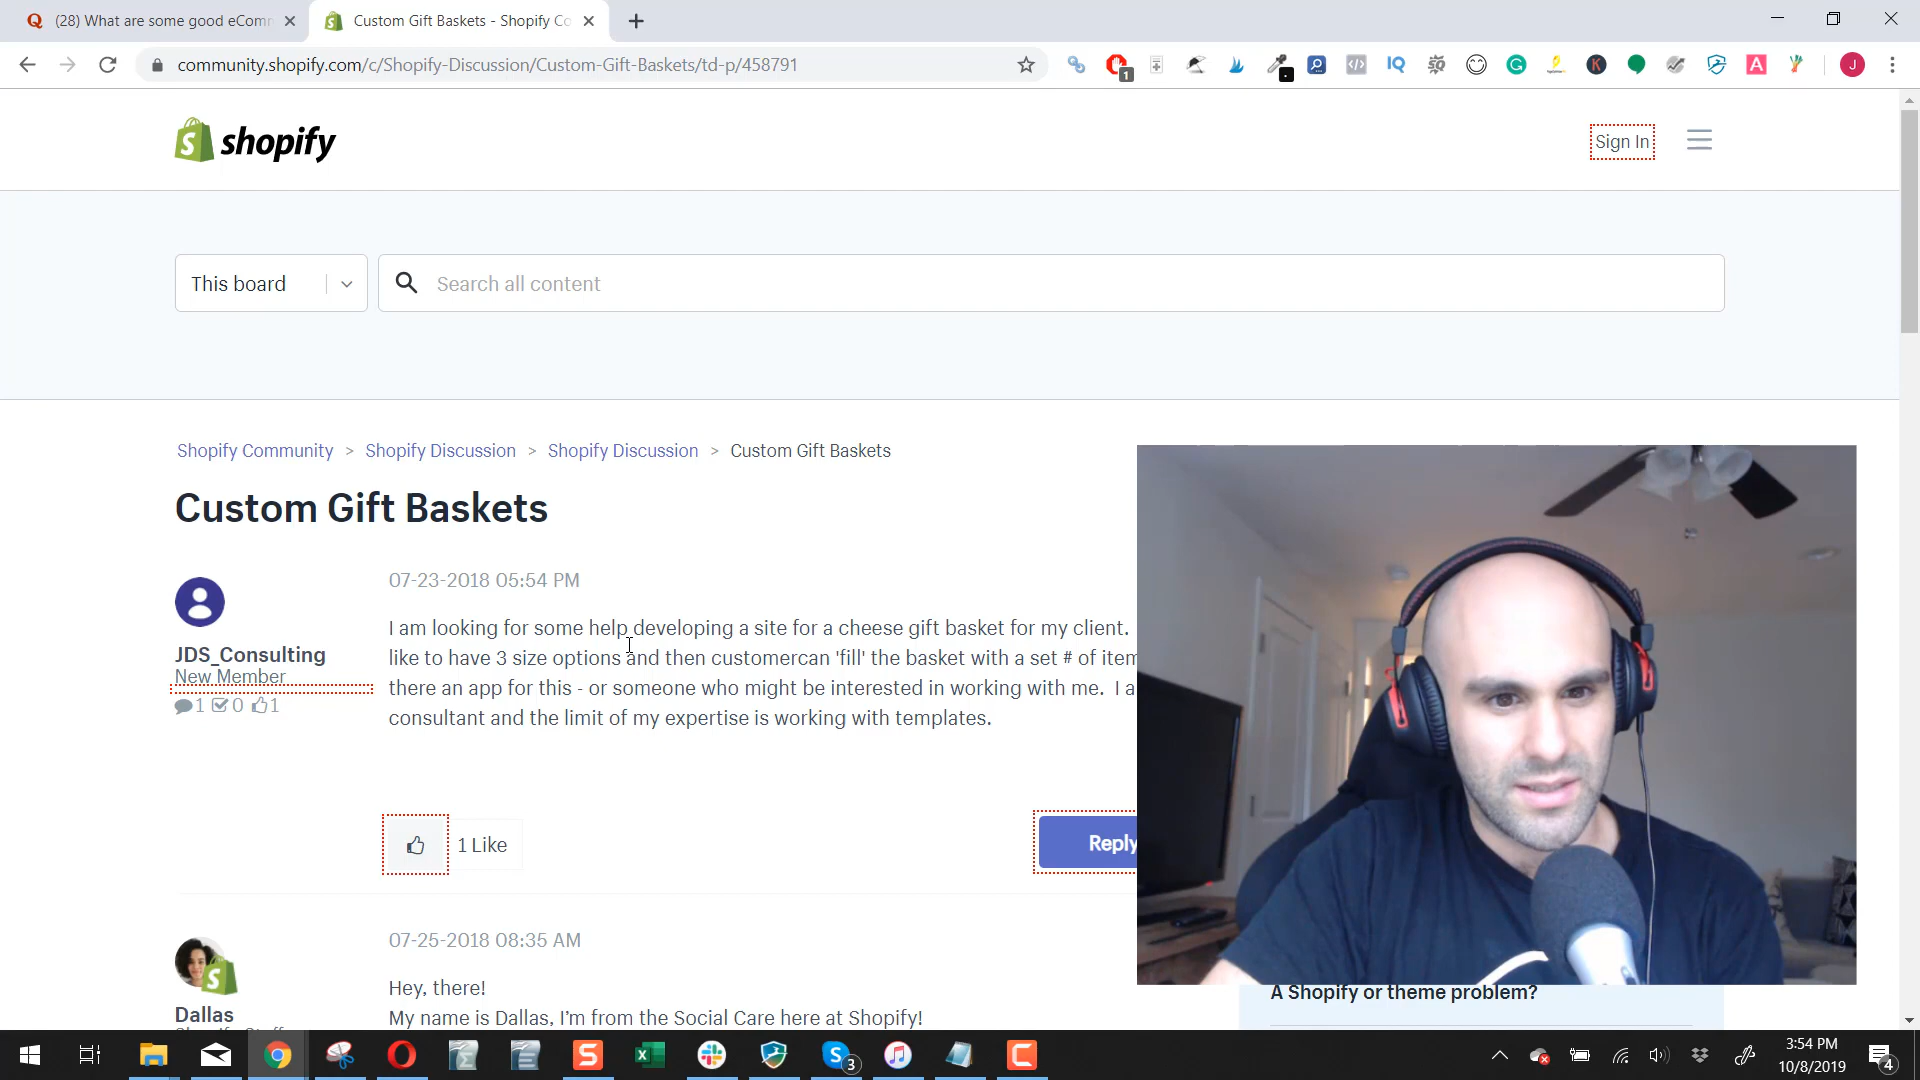 (28) What are some good eCom
Custom Gift Baskets - Shopify Co
community.shopify.com/c/Shopify-Discussion/Custom-Gift-Baskets/td-p/458791
shopify
Sign In
This board
Search all content
Shopify Community > Shopify Discussion > Shopify Discussion > Custom Gift Baskets
Custom Gift Baskets
07-23-2018 05:54 PM
JDS_Consulting
New Member
1 0 1
I am looking for some help developing a site for a cheese gift basket for my client.
like to have 3 size options and then customercan 'fill' the basket with a set # of item
there an app for this - or someone who might be interested in working with me. I a
consultant and the limit of my expertise is working with templates.
1 Like
Reply
07-25-2018 08:35 AM
Dallas
Hey, there!
My name is Dallas, I'm from the Social Care here at Shopify!
A Shopify or theme problem?
3:54 PM
10/8/2019